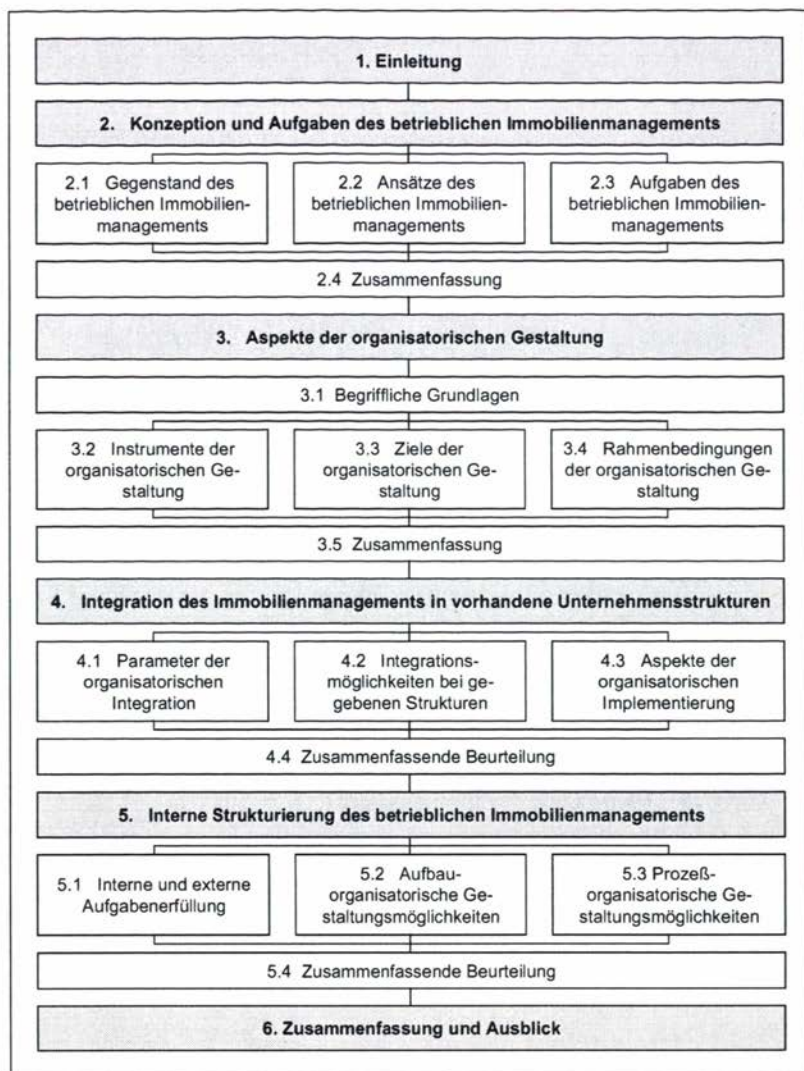 1. Einleitung
2. Konzeption und Aufgaben des betrieblichen Immobilienmanagements
2.1 Gegenstand des
betrieblichen Immobilien-
managements
2.2 Ansätze des
betrieblichen Immobilien-
managements
2.3 Aufgaben des
betrieblichen Immobilien-
managements
2.4 Zusammenfassung
3. Aspekte der organisatorischen Gestaltung
3.1 Begriffliche Grundlagen
3.2 Instrumente der
organisatorischen Ge-
staltung
3.3 Ziele der
organisatorischen Ge-
staltung
3.4 Rahmenbedingungen
der organisatorischen Ge-
staltung
3.5 Zusammenfassung
4. Integration des Immobilienmanagements in vorhandene Unternehmensstrukturen
4.1 Parameter der
organisatorischen
Integration
4.2 Integrations-
möglichkeiten bei ge-
gebenen Strukturen
4.3 Aspekte der
organisatorischen
Implementierung
4.4 Zusammenfassende Beurteilung
5. Interne Strukturierung des betrieblichen Immobilienmanagements
5.1 Interne und externe
Aufgabenerfüllung
5.2 Aufbau-
organisatorische Ge-
staltungsmöglichkeiten
5.3 Prozeß-
organisatorische Ge-
staltungsmöglichkeiten
5.4 Zusammenfassende Beurteilung
6. Zusammenfassung und Ausblick